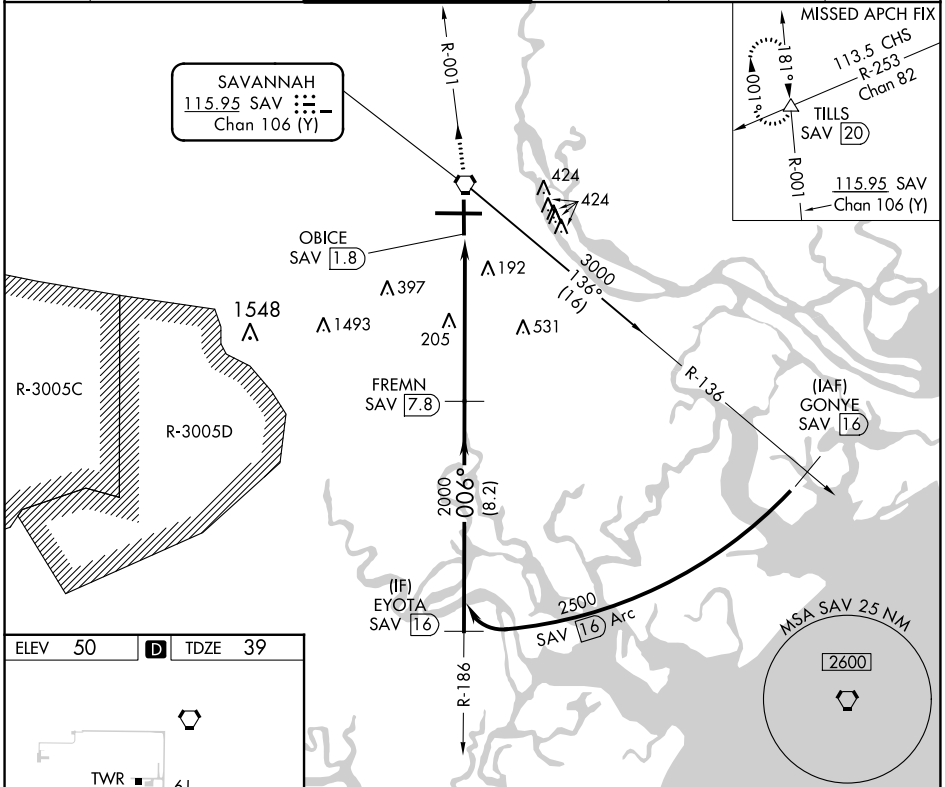 MISSED APCH FIX
181°
001°
113.5 CHS
R-253
Chan 82
TILLS
SAV 20
R-001
115.95 SAV
Chan 106 (Y)
R-001
SAVANNAH
115.95 SAV
Chan 106 (Y)
424
424
OBICE
SAV 1.8
192
397
3000
136°
(16)
1548
1493
205
531
R-3005C
R-3005D
FREMN
SAV 7.8
R-136
(IAF)
GONYE
SAV 16
2000
006°
(8.2)
(IF)
EYOTA
SAV 16
2500
SAV 16 Arc
R-186
MSA SAV 25 NM
2600
ELEV 50 D TDZE 39
TWR